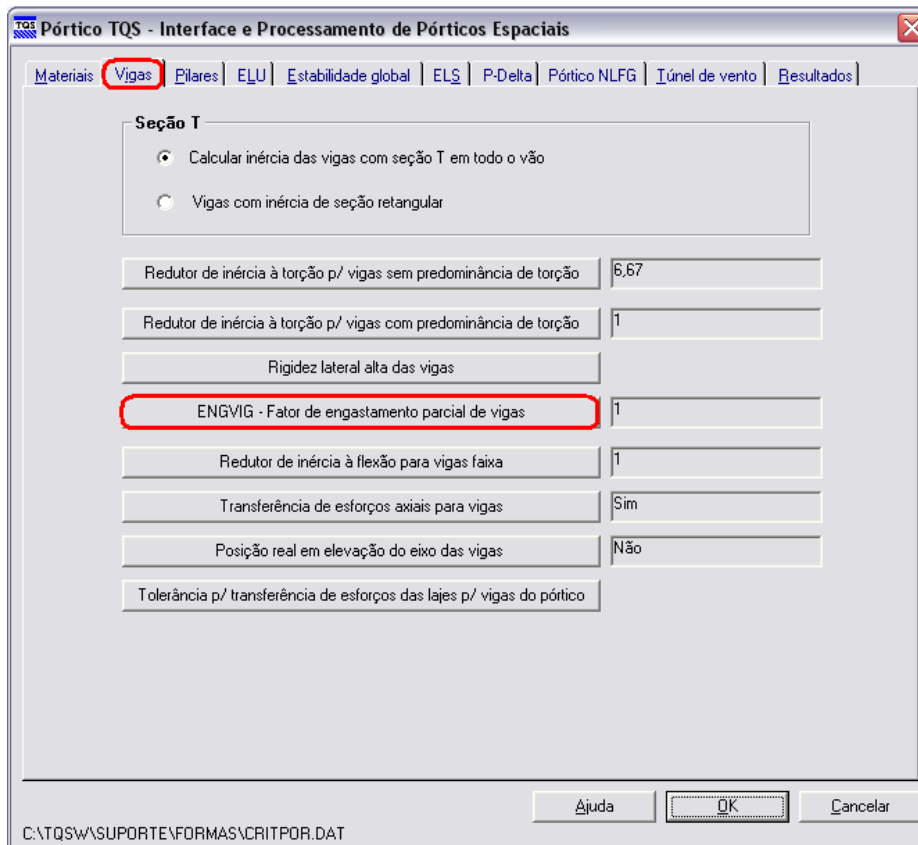 TQS Pórtico TQS - Interface e Processamento de Pórticos Espaciais
Materiais Vigas Pilares ELU Estabilidade global ELS P-Delta Pórtico NLFG Túnel de vento Resultados
Seção T
Calcular inércia das vigas com seção T em todo o vão
Vigas com inércia de seção retangular
Redutor de inércia à torção p/ vigas sem predominância de torção 6,67
Redutor de inércia à torção p/ vigas com predominância de torção 1
Rigidez lateral alta das vigas
ENGVIG - Fator de engastamento parcial de vigas 1
Redutor de inércia à flexão para vigas faixa 1
Transferência de esforços axiais para vigas Sim
Posição real em elevação do eixo das vigas Não
Tolerância p/ transferência de esforços das lajes p/ vigas do pórtico
Ajuda OK Cancelar
C:\TQSW\SUPORTE\FORMAS\CRITPOR.DAT